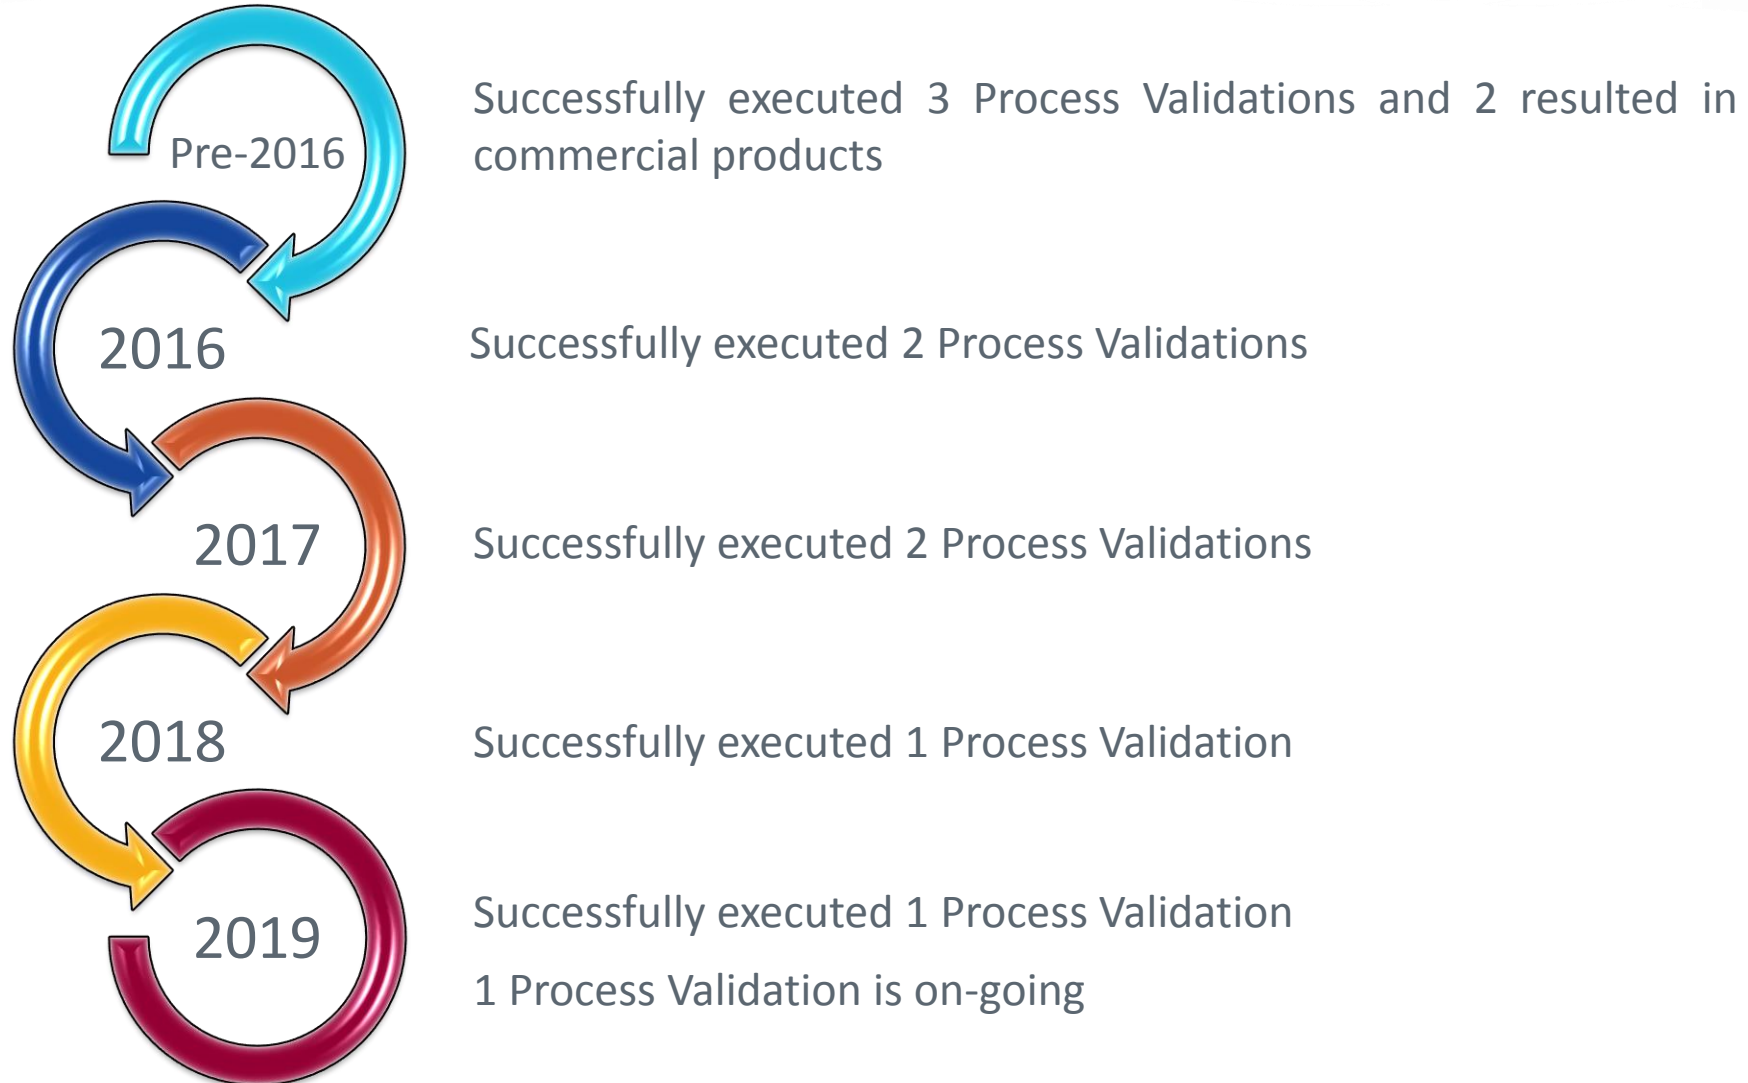 Pre-2016
Successfully executed 3 Process Validations and 2 resulted in
commercial products
2016
Successfully executed 2 Process Validations
2017
Successfully executed 2 Process Validations
2018
Successfully executed 1 Process Validation
2019
Successfully executed 1 Process Validation
1 Process Validation is on-going